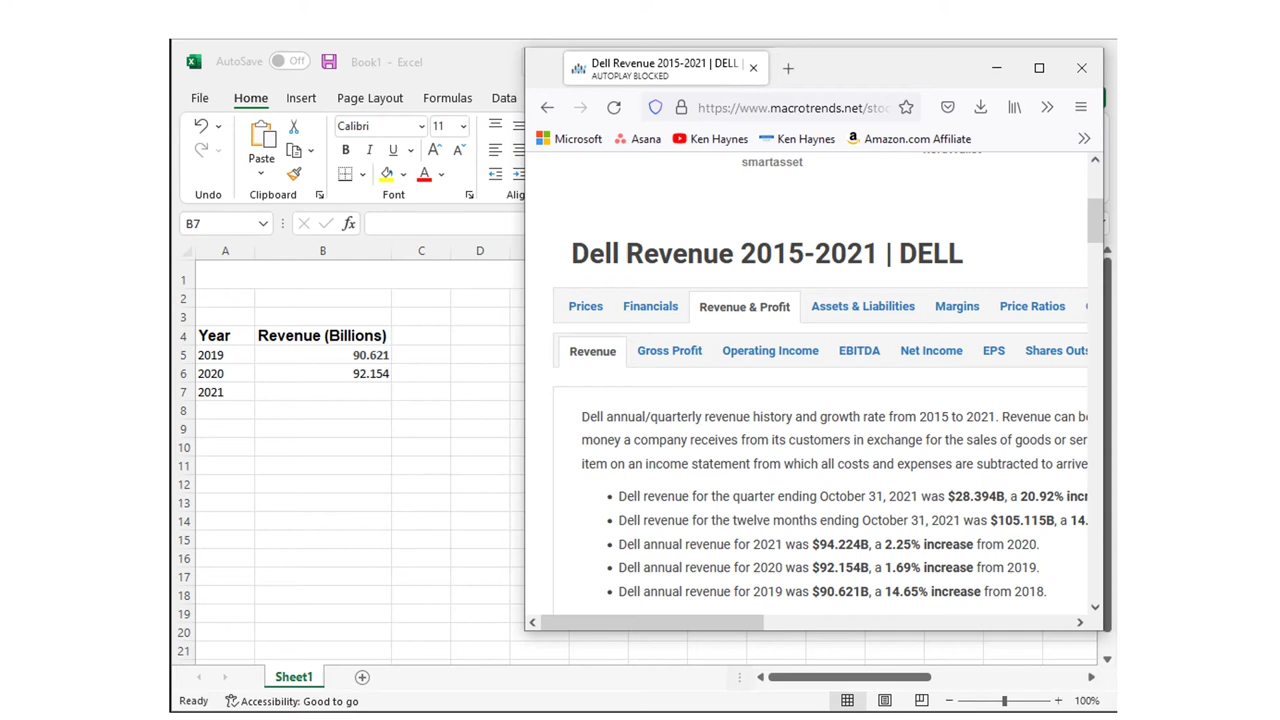 AutoSave Off Book1 - Excel
File Home Insert Page Layout Formulas Data
Calibri 11
Paste
B I U
Undo Clipboard Font
B7 fx
A B C D
1
2
3
4 Year Revenue (Billions)
5 2019 90.621
6 2020 92.154
7 2021
8
9
10
11
12
13
14
15
16
17
18
19
20
21
Sheet1
Ready Accessibility: Good to go 100%
Dell Revenue 2015-2021 | DELL |
AUTOPLAY BLOCKED
https://www.macrotrends.net/stoc
Microsoft Asana Ken Haynes Ken Haynes Amazon.com Affiliate
smartasset
Dell Revenue 2015-2021 | DELL
Prices Financials Revenue & Profit Assets & Liabilities Margins Price Ratios
Revenue Gross Profit Operating Income EBITDA Net Income EPS Shares Outs
Dell annual/quarterly revenue history and growth rate from 2015 to 2021. Revenue can be
money a company receives from its customers in exchange for the sales of goods or ser
item on an income statement from which all costs and expenses are subtracted to arrive
• Dell revenue for the quarter ending October 31, 2021 was $28.394B, a 20.92% incr
• Dell revenue for the twelve months ending October 31, 2021 was $105.115B, a 14.
• Dell annual revenue for 2021 was $94.224B, a 2.25% increase from 2020.
• Dell annual revenue for 2020 was $92.154B, a 1.69% increase from 2019.
• Dell annual revenue for 2019 was $90.621B, a 14.65% increase from 2018.